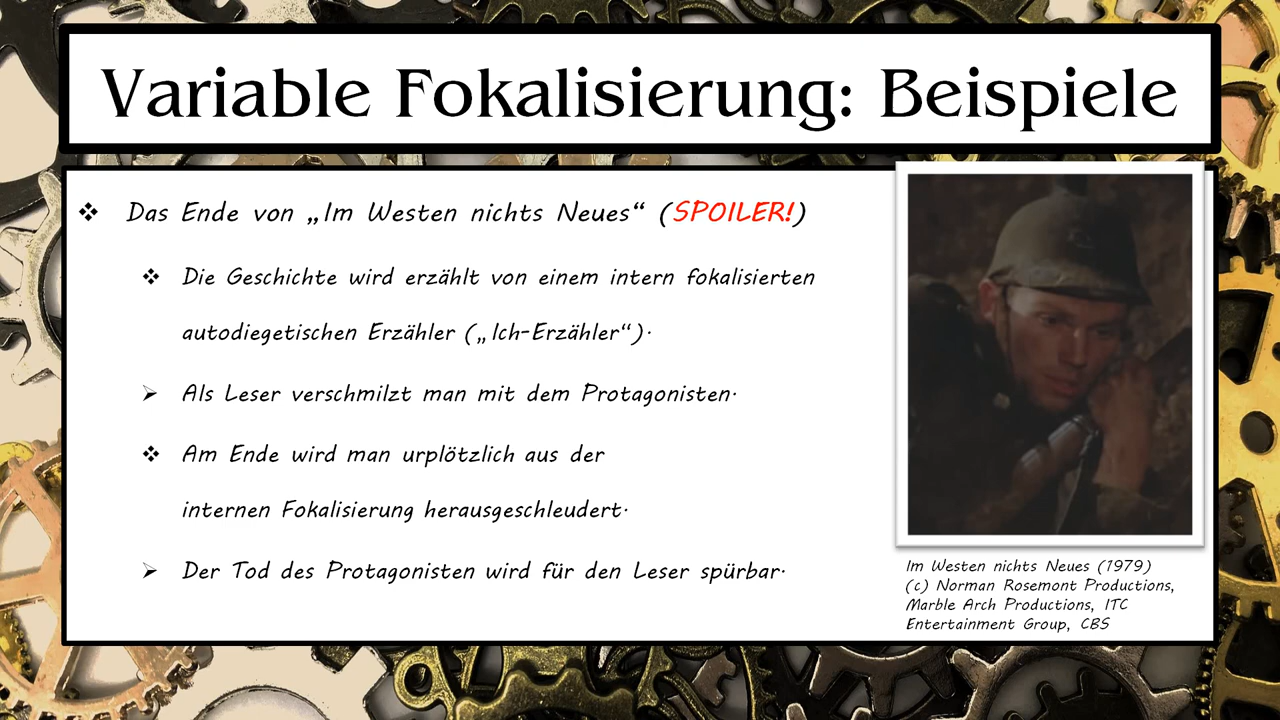 Variable Fokalisierung: Beispiele
❖ Das Ende von „Im Westen nichts Neues“ (SPOILER!)
❖ Die Geschichte wird erzählt von einem intern fokalisierten
autodiegetischen Erzähler („Ich-Erzähler“).
➢ Als Leser verschmilzt man mit dem Protagonisten.
❖ Am Ende wird man urplötzlich aus der
internen Fokalisierung herausgeschleudert.
➢ Der Tod des Protagonisten wird für den Leser spürbar.
Im Westen nichts Neues (1979)
(c) Norman Rosemont Productions,
Marble Arch Productions, ITC
Entertainment Group, CBS